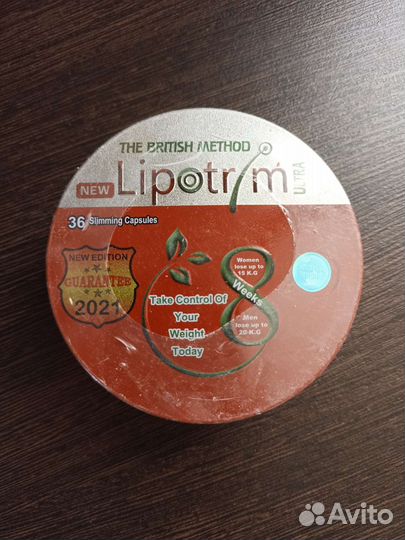 THE BRITISH METHOD
NEW Lipotrim ULTRA
36 Slimming Capsules
NEW EDITION
GUARANTEE
2021
Take Control Of
Your
Weight
Today
8
Weeks
Women
lose up to
15 K.G
Men
lose up to
20 K.G
Avito